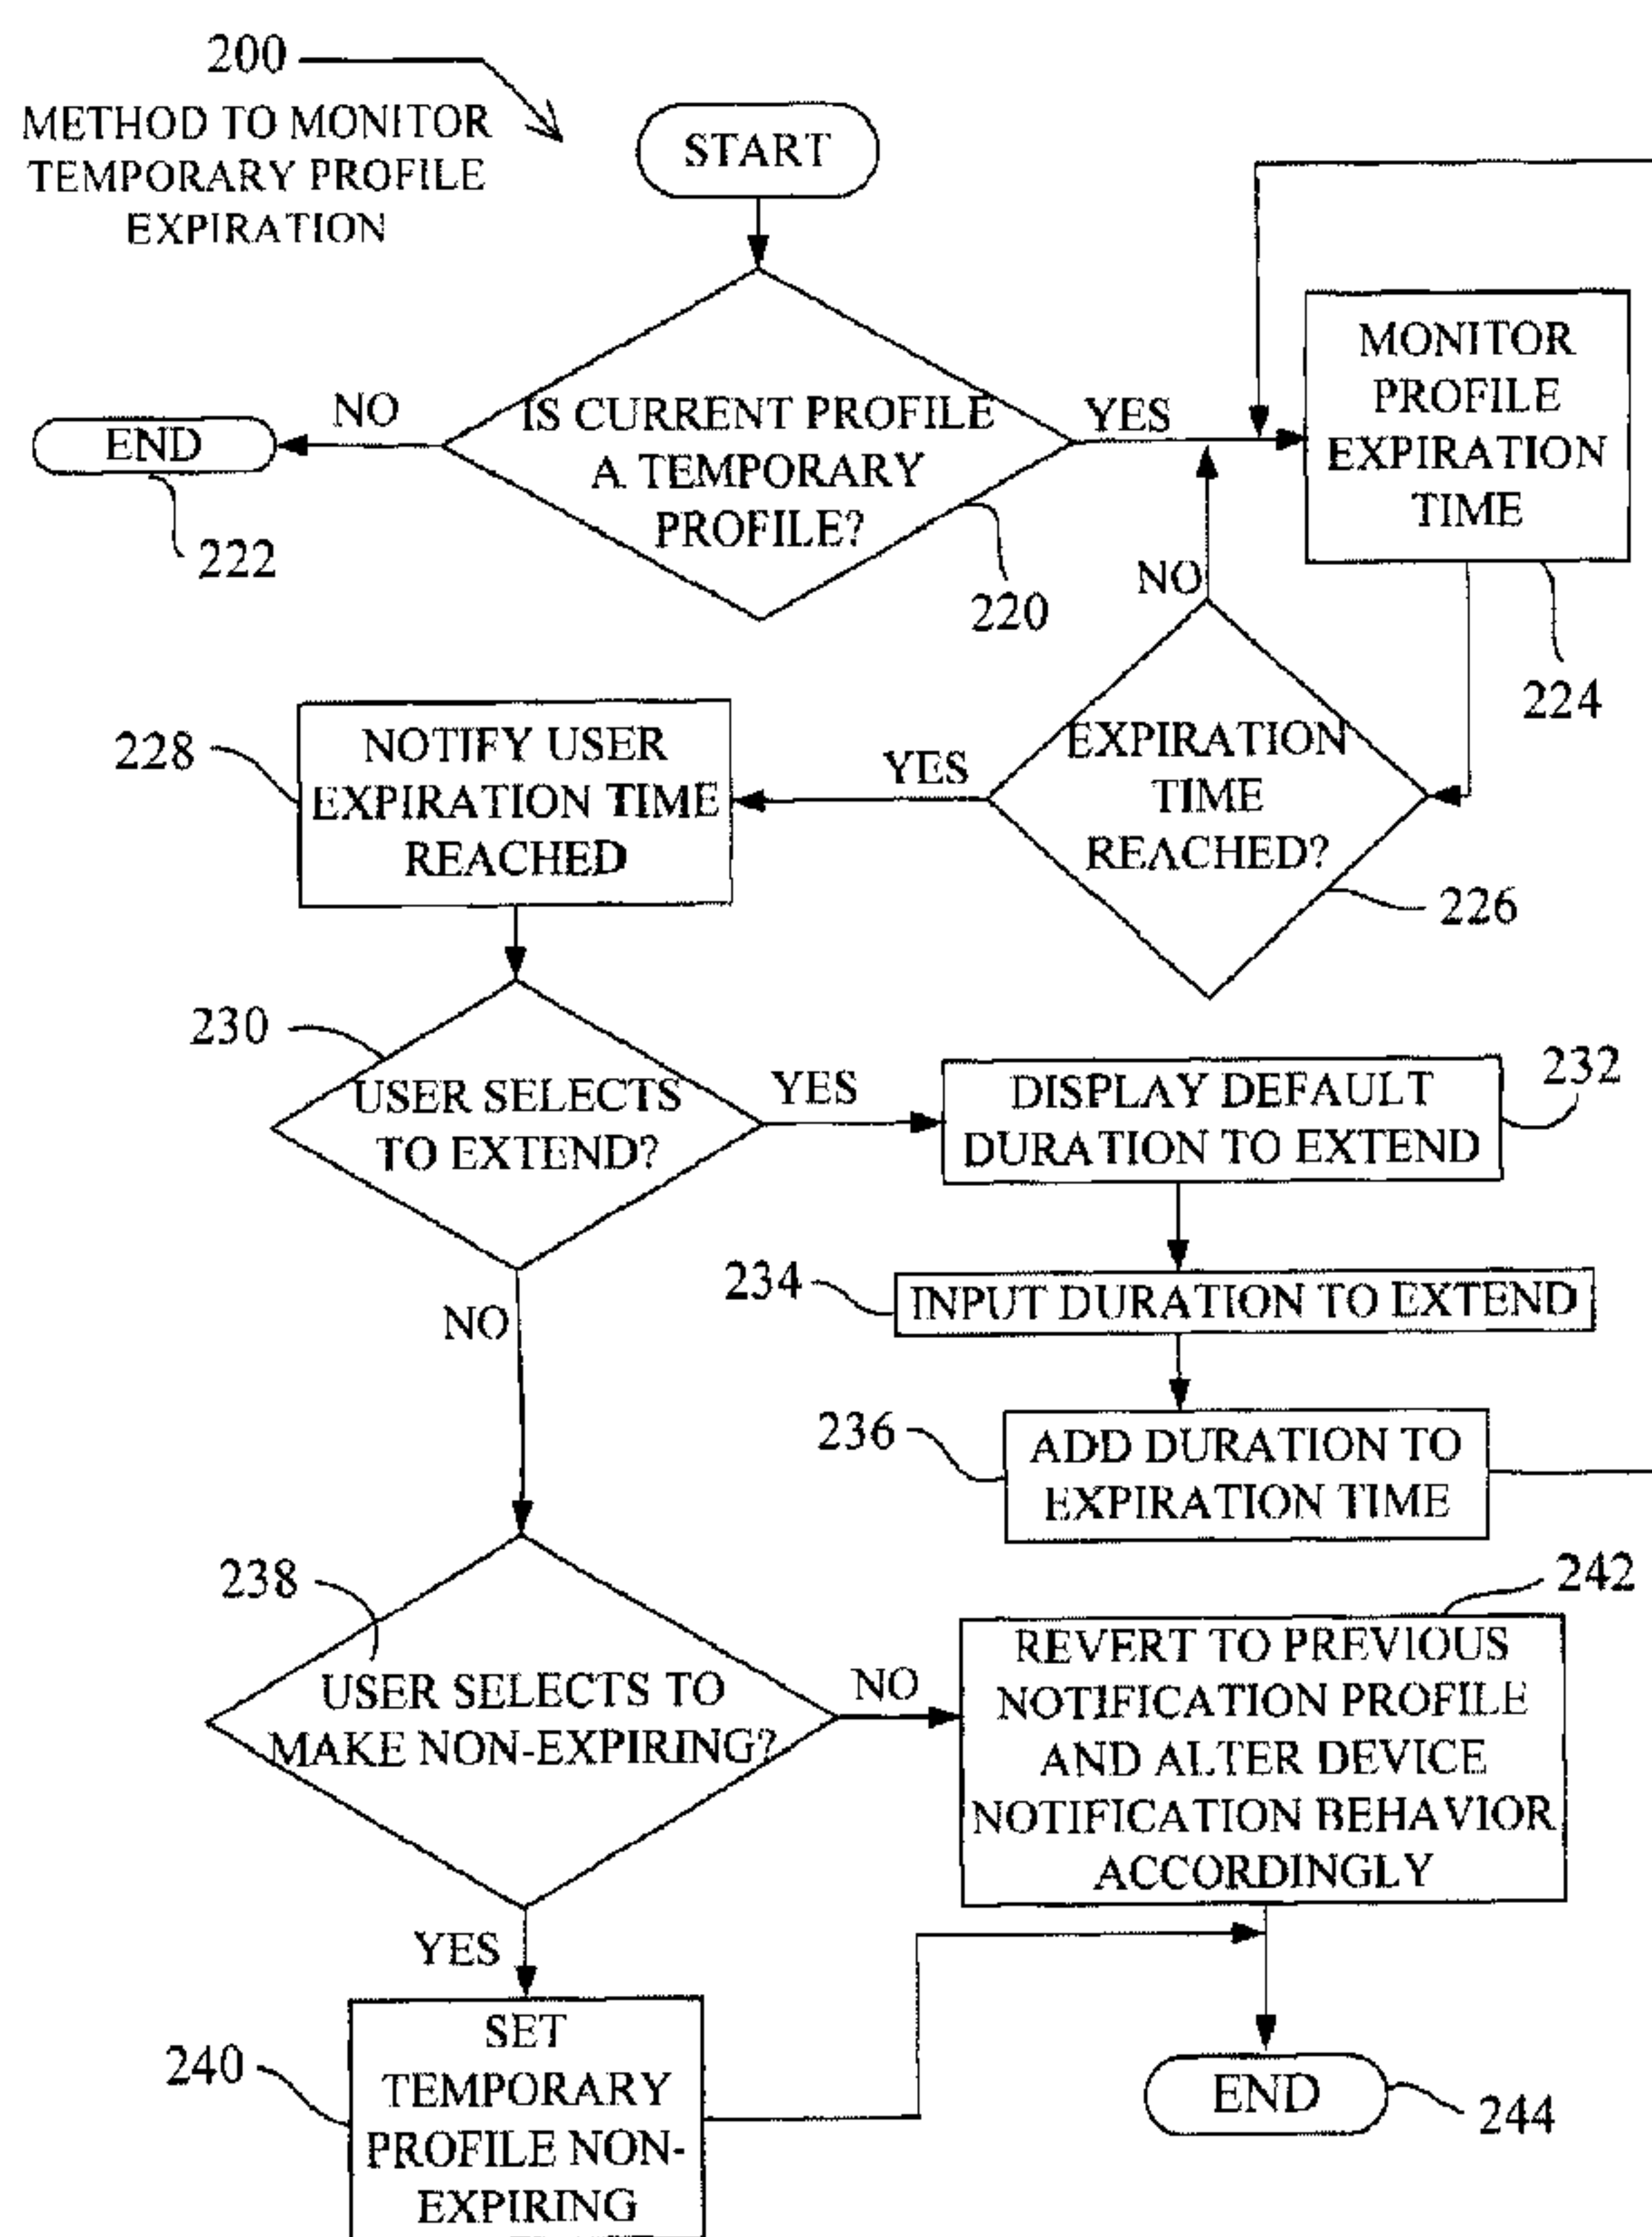 200
METHOD TO MONITOR
TEMPORARY PROFILE
EXPIRATION
START
IS CURRENT PROFILE
A TEMPORARY
PROFILE?
220
NO
END
222
YES
MONITOR
PROFILE
EXPIRATION
TIME
224
EXPIRATION
TIME
REACHED?
226
NO
YES
NOTIFY USER
EXPIRATION TIME
REACHED
228
USER SELECTS
TO EXTEND?
230
YES
DISPLAY DEFAULT
DURATION TO EXTEND
232
234
INPUT DURATION TO EXTEND
236
ADD DURATION TO
EXPIRATION TIME
NO
238
USER SELECTS TO
MAKE NON-EXPIRING?
NO
242
REVERT TO PREVIOUS
NOTIFICATION PROFILE
AND ALTER DEVICE
NOTIFICATION BEHAVIOR
ACCORDINGLY
YES
240
SET
TEMPORARY
PROFILE NON-
EXPIRING
END
244